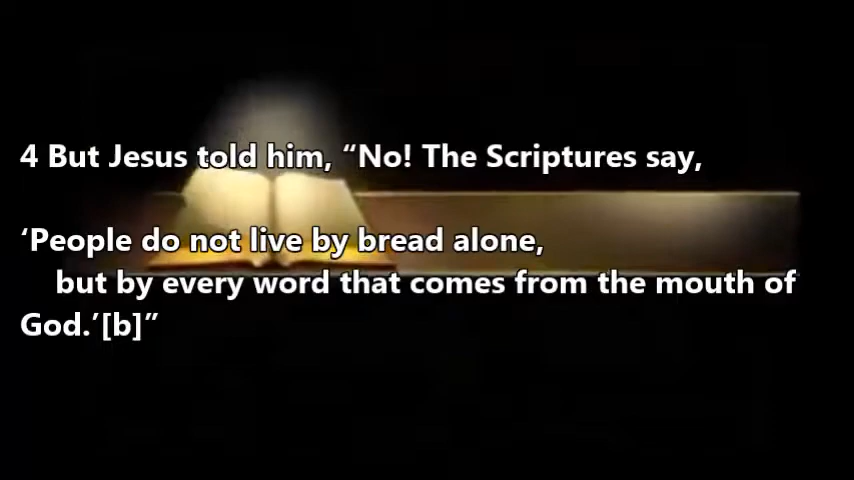 4 But Jesus told him, “No! The Scriptures say,
‘People do not live by bread alone,
but by every word that comes from the mouth of
God.’[b]”